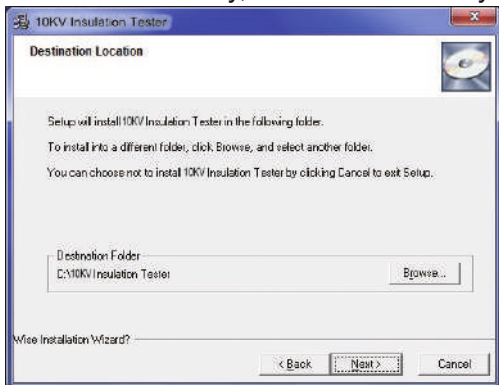 10KV Insulation Tester
Destination Location
Setup will install 10KV Insulation Tester in the following folder.
To install into a different folder, click Browse, and select another folder.
You can choose not to install 10KV Insulation Tester by clicking Cancel to exit Setup.
Destination Folder
C:\10KV Insulation Tester
Browse...
Wise Installation Wizard?
< Back
Next >
Cancel